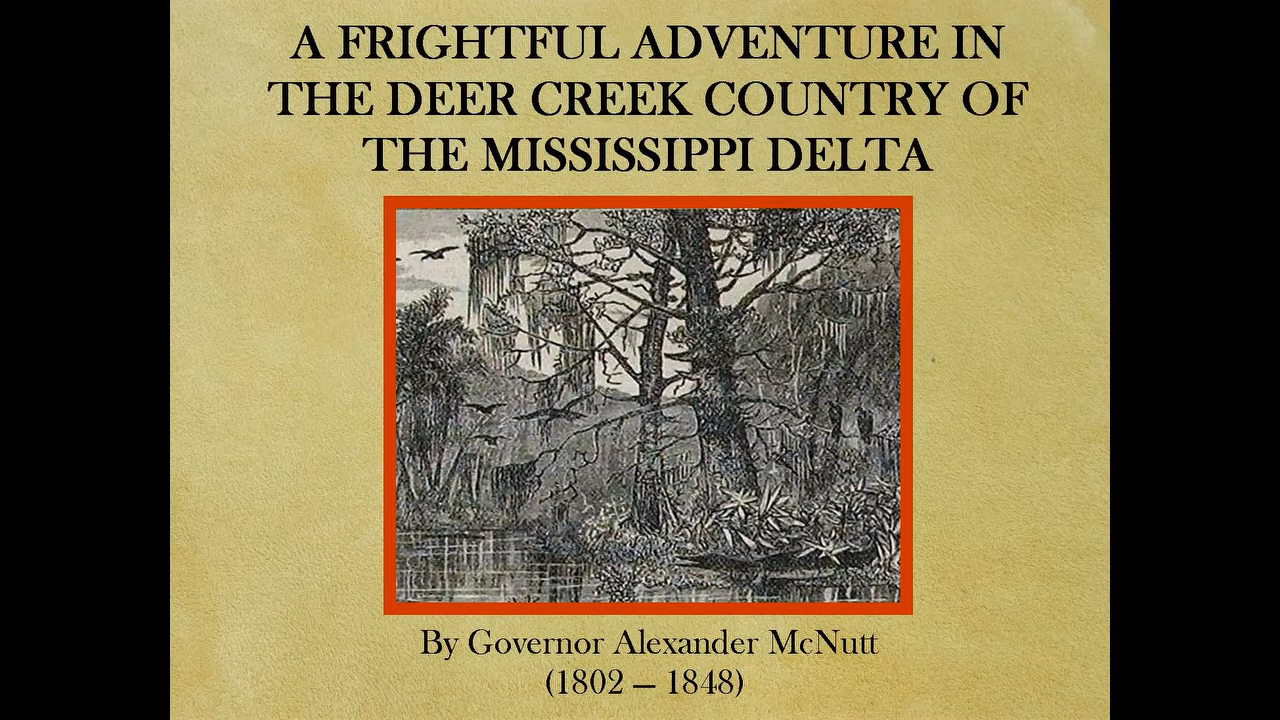 A FRIGHTFUL ADVENTURE IN
THE DEER CREEK COUNTRY OF
THE MISSISSIPPI DELTA
By Governor Alexander McNutt
(1802 – 1848)